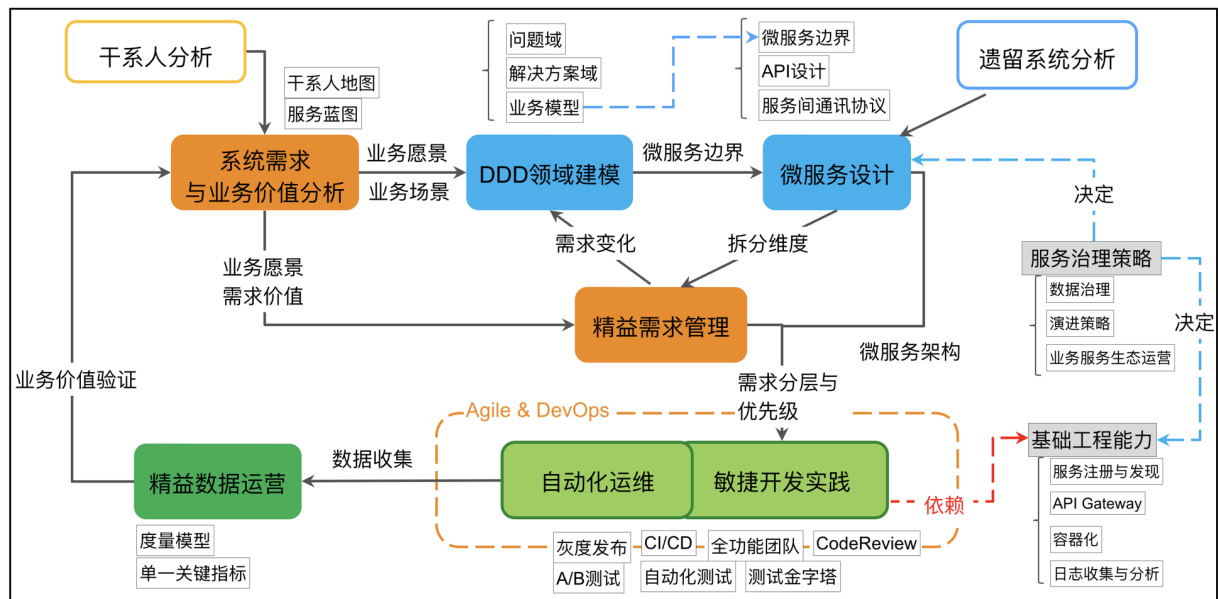 干系人分析
干系人地图
服务蓝图
问题域
解决方案域
业务模型
微服务边界
API设计
服务间通讯协议
遗留系统分析
系统需求
与业务价值分析
业务愿景
业务场景
DDD领域建模
微服务边界
微服务设计
决定
需求变化
拆分维度
业务愿景
需求价值
服务治理策略
数据治理
演进策略
业务服务生态运营
决定
精益需求管理
微服务架构
业务价值验证
需求分层与
优先级
Agile & DevOps
基础工程能力
服务注册与发现
API Gateway
容器化
日志收集与分析
精益数据运营
数据收集
自动化运维
敏捷开发实践
依赖
度量模型
单一关键指标
灰度发布
CI/CD
全功能团队
CodeReview
A/B测试
自动化测试
测试金字塔